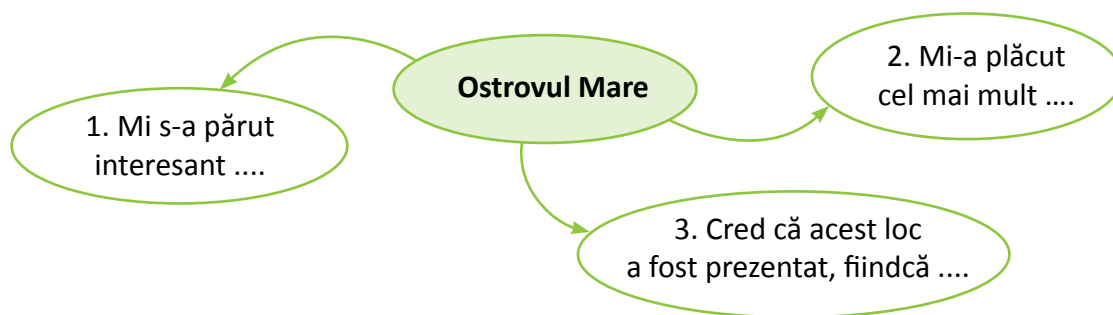 Ostrovul Mare
1. Mi s-a părut
interesant ....
2. Mi-a plăcut
cel mai mult ....
3. Cred că acest loc
a fost prezentat, fiindcă ....